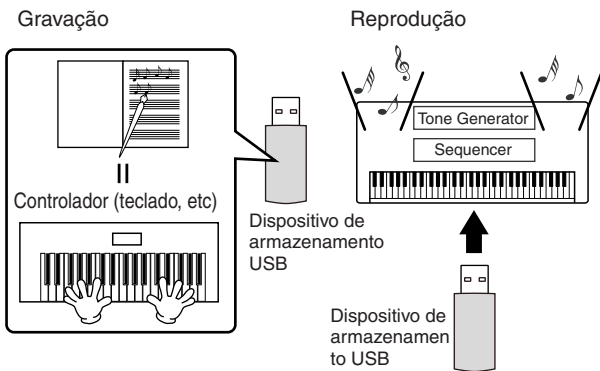 Gravação
Controlador (teclado, etc)
Dispositivo de
armazenamento
USB
Reprodução
Tone Generator
Sequencer
Dispositivo de
armazenamen
to USB